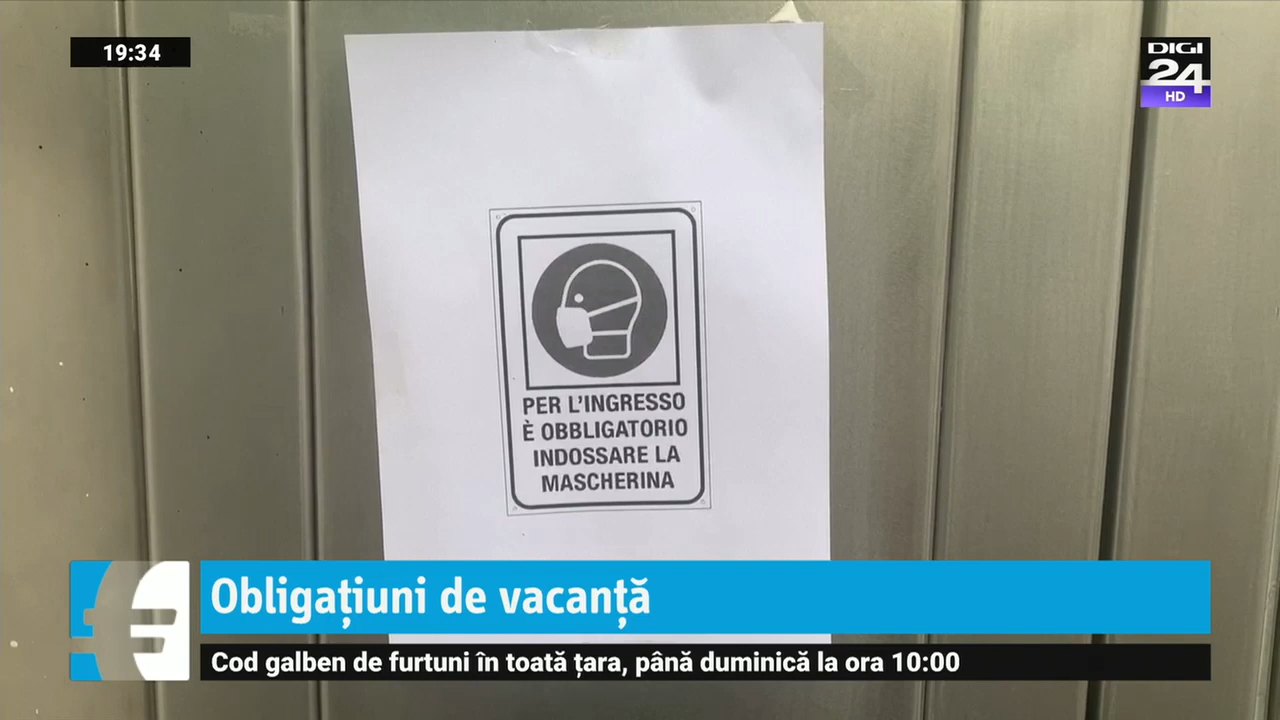 19:34
DIGI
24
HD
PER L'INGRESSO
È OBBLIGATORIO
INDOSSARE LA
MASCHERINA
Obligațiuni de vacanță
Cod galben de furtuni în toată țara, până duminică la ora 10:00